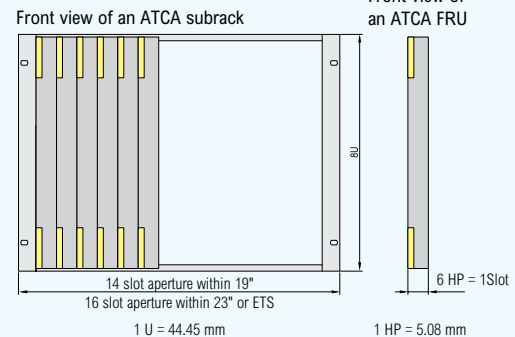 Front view of an ATCA subrack
Front view of
an ATCA FRU
8U
6 HP = 1Slot
14 slot aperture within 19"
16 slot aperture within 23" or ETS
1 U = 44.45 mm
1 HP = 5.08 mm